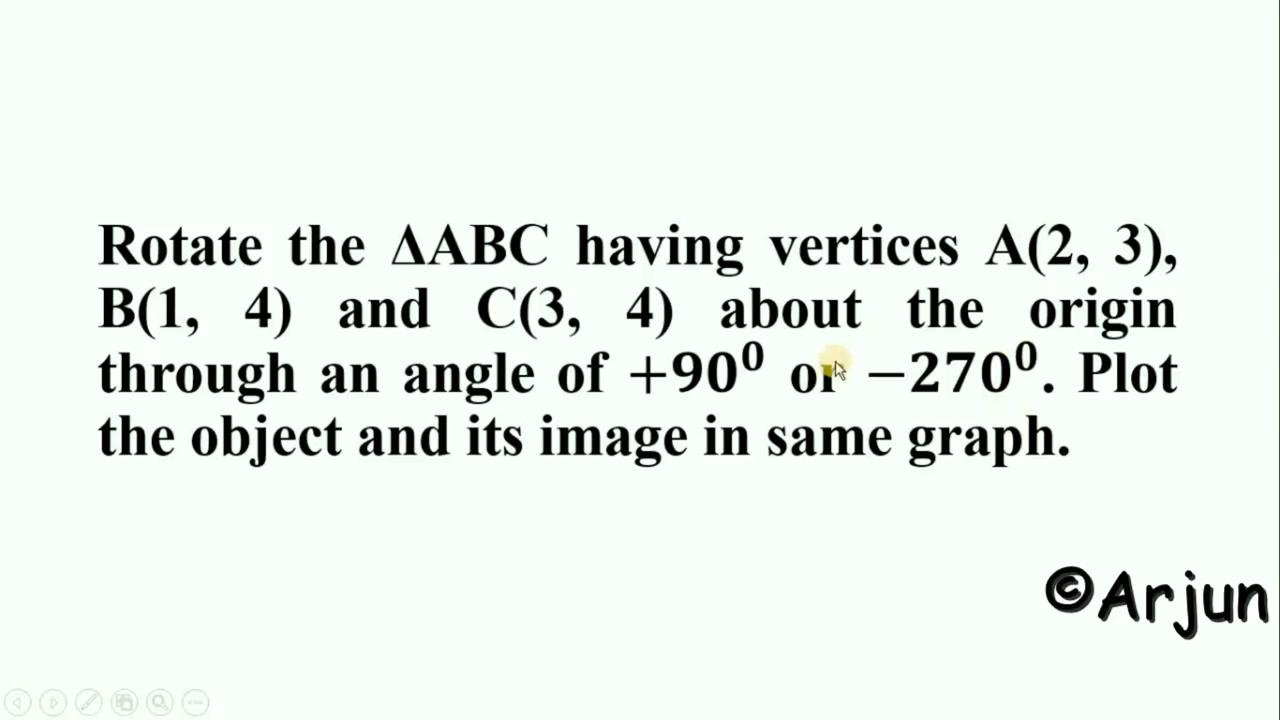 Rotate the ΔABC having vertices A(2, 3),
B(1, 4) and C(3, 4) about the origin
through an angle of +90⁰ or −270⁰. Plot
the object and its image in same graph.
©Arjun